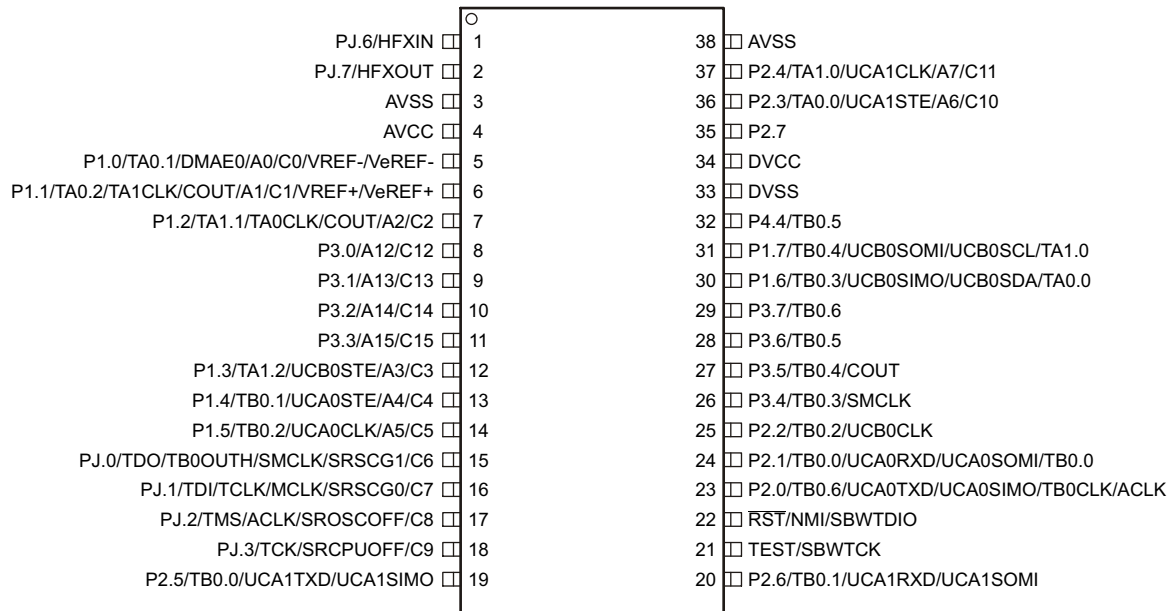 PJ.6/HFXIN 1 38 AVSS
PJ.7/HFXOUT 2 37 P2.4/TA1.0/UCA1CLK/A7/C11
AVSS 3 36 P2.3/TA0.0/UCA1STE/A6/C10
AVCC 4 35 P2.7
P1.0/TA0.1/DMAE0/A0/C0/VREF-/VeREF- 5 34 DVCC
P1.1/TA0.2/TA1CLK/COUT/A1/C1/VREF+/VeREF+ 6 33 DVSS
P1.2/TA1.1/TA0CLK/COUT/A2/C2 7 32 P4.4/TB0.5
P3.0/A12/C12 8 31 P1.7/TB0.4/UCB0SOMI/UCB0SCL/TA1.0
P3.1/A13/C13 9 30 P1.6/TB0.3/UCB0SIMO/UCB0SDA/TA0.0
P3.2/A14/C14 10 29 P3.7/TB0.6
P3.3/A15/C15 11 28 P3.6/TB0.5
P1.3/TA1.2/UCB0STE/A3/C3 12 27 P3.5/TB0.4/COUT
P1.4/TB0.1/UCA0STE/A4/C4 13 26 P3.4/TB0.3/SMCLK
P1.5/TB0.2/UCA0CLK/A5/C5 14 25 P2.2/TB0.2/UCB0CLK
PJ.0/TDO/TB0OUTH/SMCLK/SRSCG1/C6 15 24 P2.1/TB0.0/UCA0RXD/UCA0SOMI/TB0.0
PJ.1/TDI/TCLK/MCLK/SRSCG0/C7 16 23 P2.0/TB0.6/UCA0TXD/UCA0SIMO/TB0CLK/ACLK
PJ.2/TMS/ACLK/SROSCOFF/C8 17 22 RST/NMI/SBWTDIO
PJ.3/TCK/SRCPUOFF/C9 18 21 TEST/SBWTCK
P2.5/TB0.0/UCA1TXD/UCA1SIMO 19 20 P2.6/TB0.1/UCA1RXD/UCA1SOMI